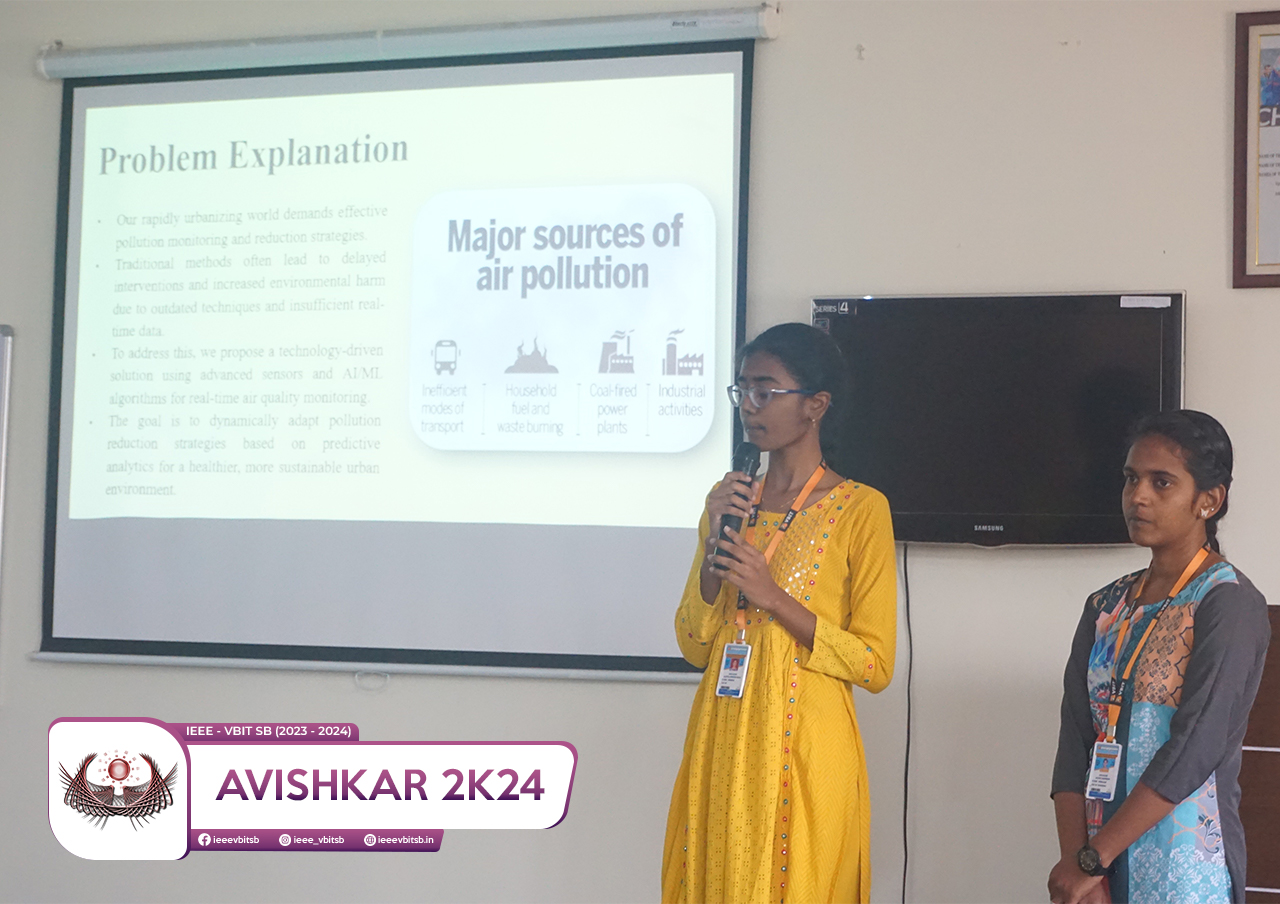 Problem Explanation
• Our rapidly urbanizing world demands effective
pollution monitoring and reduction strategies.
• Traditional methods often lead to delayed
interventions and increased environmental harm
due to outdated techniques and insufficient real-
time data.
• To address this, we propose a technology-driven
solution using advanced sensors and AI/ML
algorithms for real-time air quality monitoring.
• The goal is to dynamically adapt pollution
reduction strategies based on predictive
analytics for a healthier, more sustainable urban
environment.
Major sources of
air pollution
Inefficient
modes of
transport
Household
fuel and
waste burning
Coal-fired
power
plants
Industrial
activities
SERIES 4
SAMSUNG
VBIT
VBIT
IEEE - VBIT SB (2023 - 2024)
AVISHKAR 2K24
ieeevbitsb
ieee_vbitsb
ieeevbitsb.in